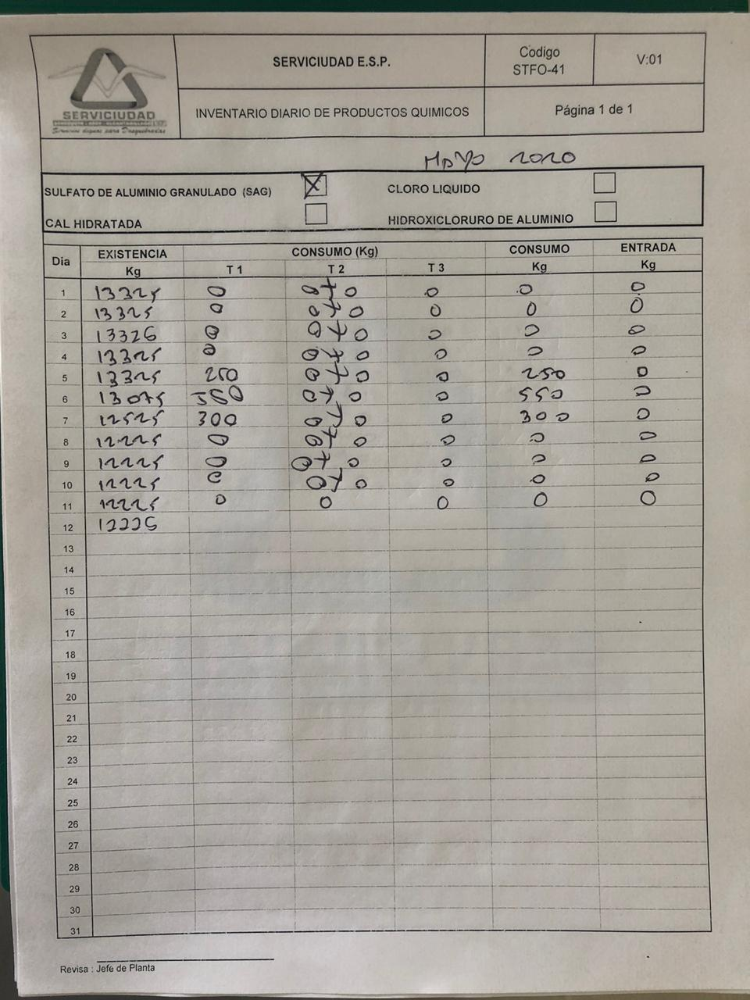 SERVICIUDAD E.S.P.
Codigo
STFO-41
V:01
INVENTARIO DIARIO DE PRODUCTOS QUIMICOS
Página 1 de 1
SERVICIUDAD
Servicios dignos para Dosquebradas
MAYO 2020
SULFATO DE ALUMINIO GRANULADO (SAG) X CLORO LIQUIDO
CAL HIDRATADA HIDROXICLORURO DE ALUMINIO
Dia EXISTENCIA CONSUMO (Kg) CONSUMO ENTRADA
Kg T 1 T 2 T 3 Kg Kg
1 13325 0 0 0 0 0
2 13325 0 0 0 0 0
3 13326 0 0 0 0 0
4 13325 0 0 0 0 0
5 13325 250 0 0 250 0
6 13075 550 0 0 550 0
7 12525 300 0 0 300 0
8 12225 0 0 0 0 0
9 12225 0 0 0 0 0
10 12225 0 0 0 0 0
11 12225 0 0 0 0 0
12 12225
13
14
15
16
17
18
19
20
21
22
23
24
25
26
27
28
29
30
31
Revisa : Jefe de Planta